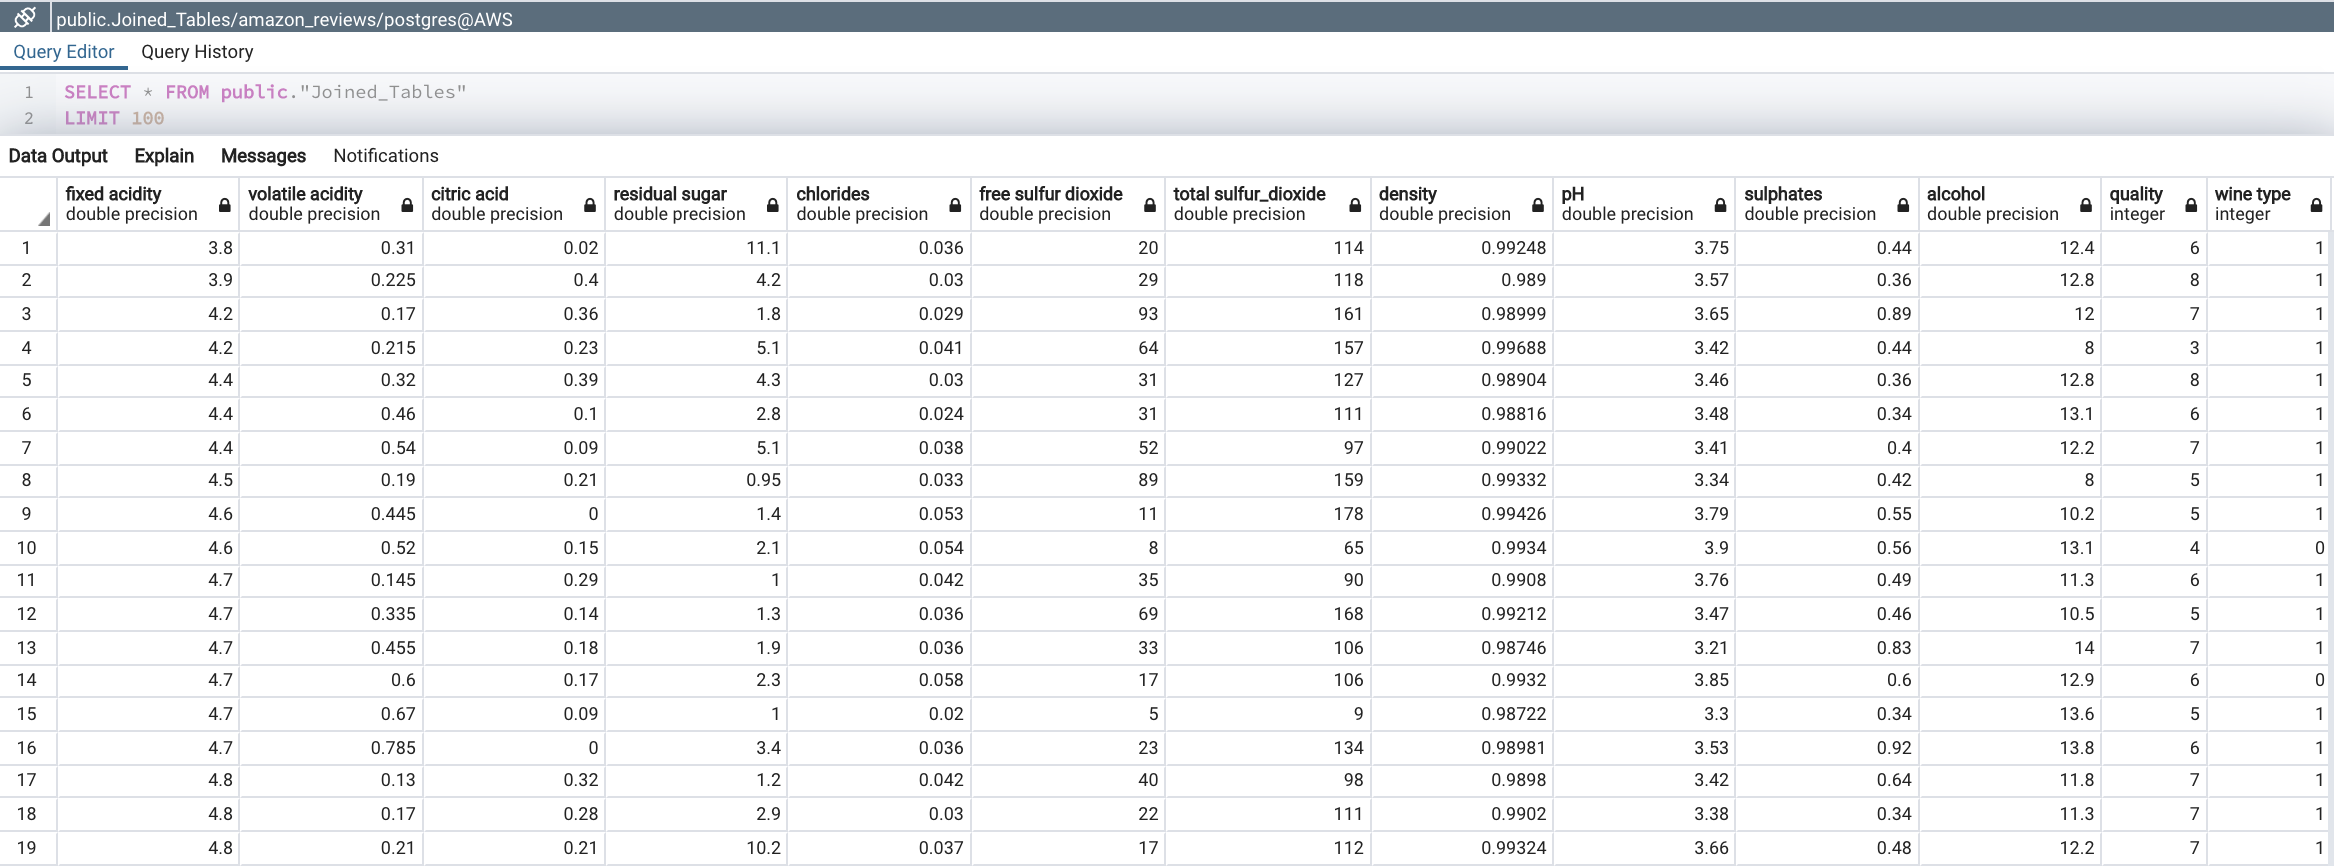 public.Joined_Tables/amazon_reviews/postgres@AWS
Query Editor Query History
1 SELECT * FROM public."Joined_Tables"
2 LIMIT 100
Data Output Explain Messages Notifications
fixed acidity volatile acidity citric acid residual sugar chlorides free sulfur dioxide total sulfur_dioxide density pH sulphates alcohol quality wine type
double precision double precision double precision double precision double precision double precision double precision double precision double precision double precision double precision integer integer
1 3.8 0.31 0.02 11.1 0.036 20 114 0.99248 3.75 0.44 12.4 6 1
2 3.9 0.225 0.4 4.2 0.03 29 118 0.989 3.57 0.36 12.8 8 1
3 4.2 0.17 0.36 1.8 0.029 93 161 0.98999 3.65 0.89 12 7 1
4 4.2 0.215 0.23 5.1 0.041 64 157 0.99688 3.42 0.44 8 3 1
5 4.4 0.32 0.39 4.3 0.03 31 127 0.98904 3.46 0.36 12.8 8 1
6 4.4 0.46 0.1 2.8 0.024 31 111 0.98816 3.48 0.34 13.1 6 1
7 4.4 0.54 0.09 5.1 0.038 52 97 0.99022 3.41 0.4 12.2 7 1
8 4.5 0.19 0.21 0.95 0.033 89 159 0.99332 3.34 0.42 8 5 1
9 4.6 0.445 0 1.4 0.053 11 178 0.99426 3.79 0.55 10.2 5 1
10 4.6 0.52 0.15 2.1 0.054 8 65 0.9934 3.9 0.56 13.1 4 0
11 4.7 0.145 0.29 1 0.042 35 90 0.9908 3.76 0.49 11.3 6 1
12 4.7 0.335 0.14 1.3 0.036 69 168 0.99212 3.47 0.46 10.5 5 1
13 4.7 0.455 0.18 1.9 0.036 33 106 0.98746 3.21 0.83 14 7 1
14 4.7 0.6 0.17 2.3 0.058 17 106 0.9932 3.85 0.6 12.9 6 0
15 4.7 0.67 0.09 1 0.02 5 9 0.98722 3.3 0.34 13.6 5 1
16 4.7 0.785 0 3.4 0.036 23 134 0.98981 3.53 0.92 13.8 6 1
17 4.8 0.13 0.32 1.2 0.042 40 98 0.9898 3.42 0.64 11.8 7 1
18 4.8 0.17 0.28 2.9 0.03 22 111 0.9902 3.38 0.34 11.3 7 1
19 4.8 0.21 0.21 10.2 0.037 17 112 0.99324 3.66 0.48 12.2 7 1